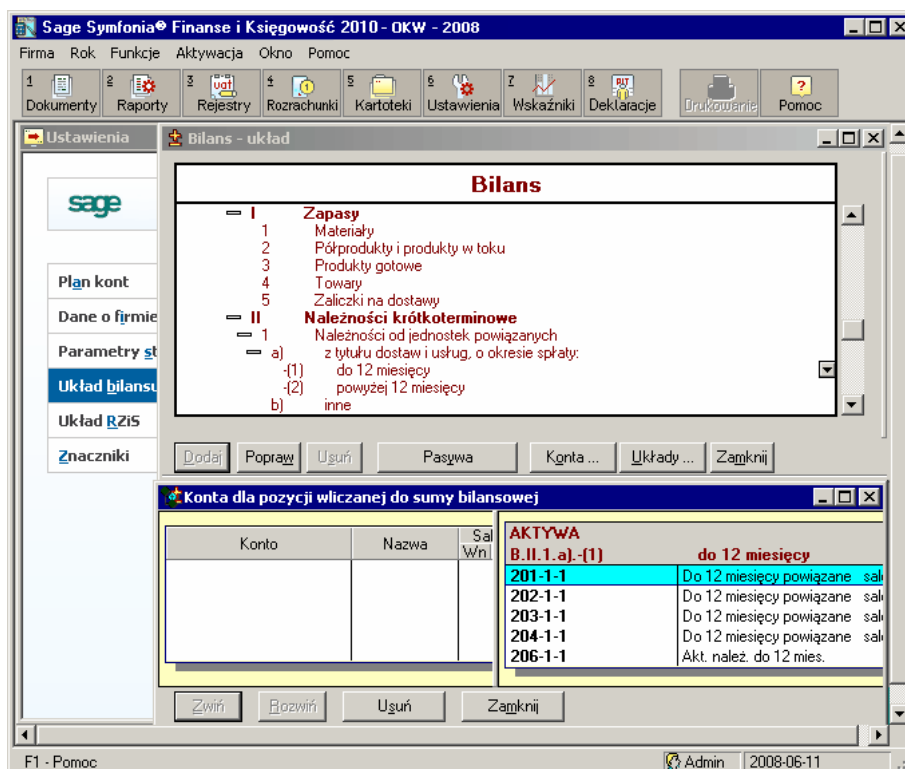 Sage Symfonia® Finanse i Księgowość 2010 - OKW - 2008
Firma Rok Funkcje Aktywacja Okno Pomoc
1 2 3 4 5 6 7 8
Dokumenty Raporty Rejestry Rozrachunki Kartoteki Ustawienia Wskaźniki Deklaracje Drukowanie Pomoc
Ustawienia
Bilans - układ
sage
Plan kont
Dane o firmie
Parametry st
Układ bilansu
Układ RZiS
Znaczniki
Bilans
I Zapasy
1 Materiały
2 Półprodukty i produkty w toku
3 Produkty gotowe
4 Towary
5 Zaliczki na dostawy
II Należności krótkoterminowe
1 Należności od jednostek powiązanych
a) z tytułu dostaw i usług, o okresie spłaty:
-(1) do 12 miesięcy
-(2) powyżej 12 miesięcy
b) inne
Dodaj Popraw Usuń Pasywa Konta ... Układy ... Zamknij
Konta dla pozycji wliczanej do sumy bilansowej
Konto Nazwa Sal
Wn
AKTYWA
B.II.1.a).-(1) do 12 miesięcy
201-1-1 Do 12 miesięcy powiązane sald
202-1-1 Do 12 miesięcy powiązane sald
203-1-1 Do 12 miesięcy powiązane sald
204-1-1 Do 12 miesięcy powiązane sald
206-1-1 Akt. należ. do 12 mies.
Zwiń Rozwiń Usuń Zamknij
F1 - Pomoc Admin 2008-06-11